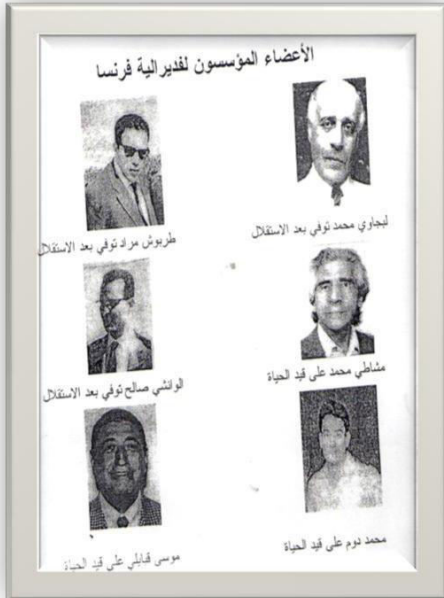 الأعضاء المؤسسون لفديرالية فرنسا
لبجاوي محمد توفي بعد الاستقلال
طربوش مراد توفي بعد الاستقلال
مشاطي محمد على قيد الحياة
الوانشي صالح توفي بعد الاستقلال
محمد دوم على قيد الحياة
موسى قبايلي على قيد الحياة